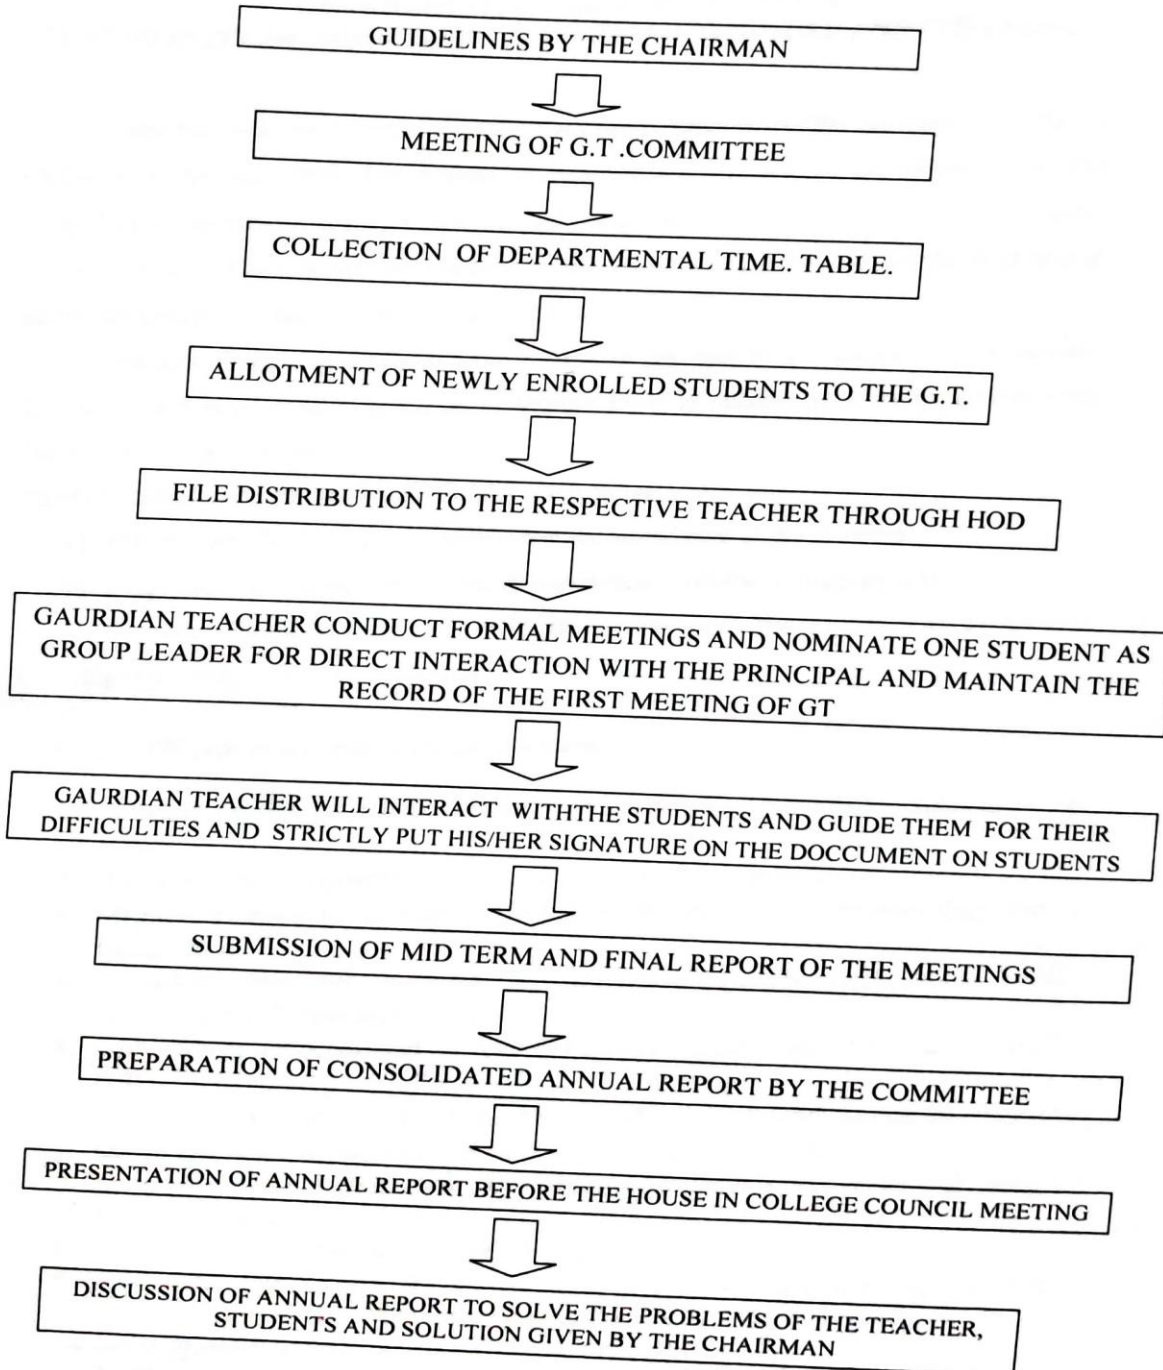 GUIDELINES BY THE CHAIRMAN
MEETING OF G.T .COMMITTEE
COLLECTION OF DEPARTMENTAL TIME. TABLE.
ALLOTMENT OF NEWLY ENROLLED STUDENTS TO THE G.T.
FILE DISTRIBUTION TO THE RESPECTIVE TEACHER THROUGH HOD
GAURDIAN TEACHER CONDUCT FORMAL MEETINGS AND NOMINATE ONE STUDENT AS
GROUP LEADER FOR DIRECT INTERACTION WITH THE PRINCIPAL AND MAINTAIN THE
RECORD OF THE FIRST MEETING OF GT
GAURDIAN TEACHER WILL INTERACT WITHTHE STUDENTS AND GUIDE THEM FOR THEIR
DIFFICULTIES AND STRICTLY PUT HIS/HER SIGNATURE ON THE DOCCUMENT ON STUDENTS
SUBMISSION OF MID TERM AND FINAL REPORT OF THE MEETINGS
PREPARATION OF CONSOLIDATED ANNUAL REPORT BY THE COMMITTEE
PRESENTATION OF ANNUAL REPORT BEFORE THE HOUSE IN COLLEGE COUNCIL MEETING
DISCUSSION OF ANNUAL REPORT TO SOLVE THE PROBLEMS OF THE TEACHER,
STUDENTS AND SOLUTION GIVEN BY THE CHAIRMAN